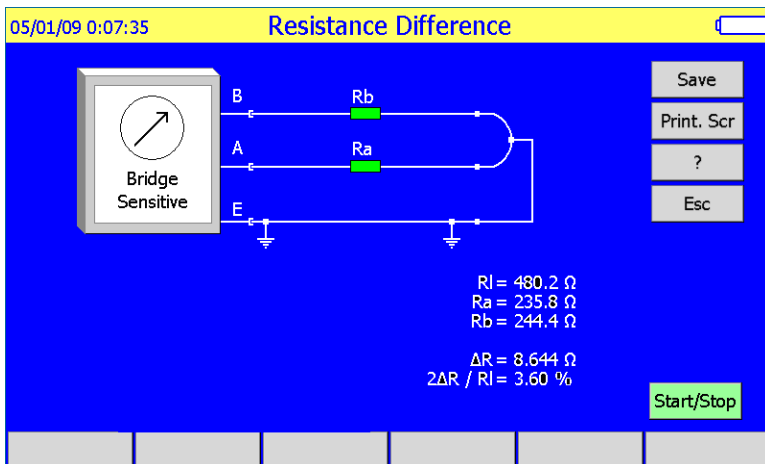 05/01/09 0:07:35
Resistance Difference
B
Rb
A
Ra
E
Bridge
Sensitive
Save
Print. Scr
?
Esc
Rl = 480.2 Ω
Ra = 235.8 Ω
Rb = 244.4 Ω
ΔR = 8.644 Ω
2ΔR / Rl = 3.60 %
Start/Stop